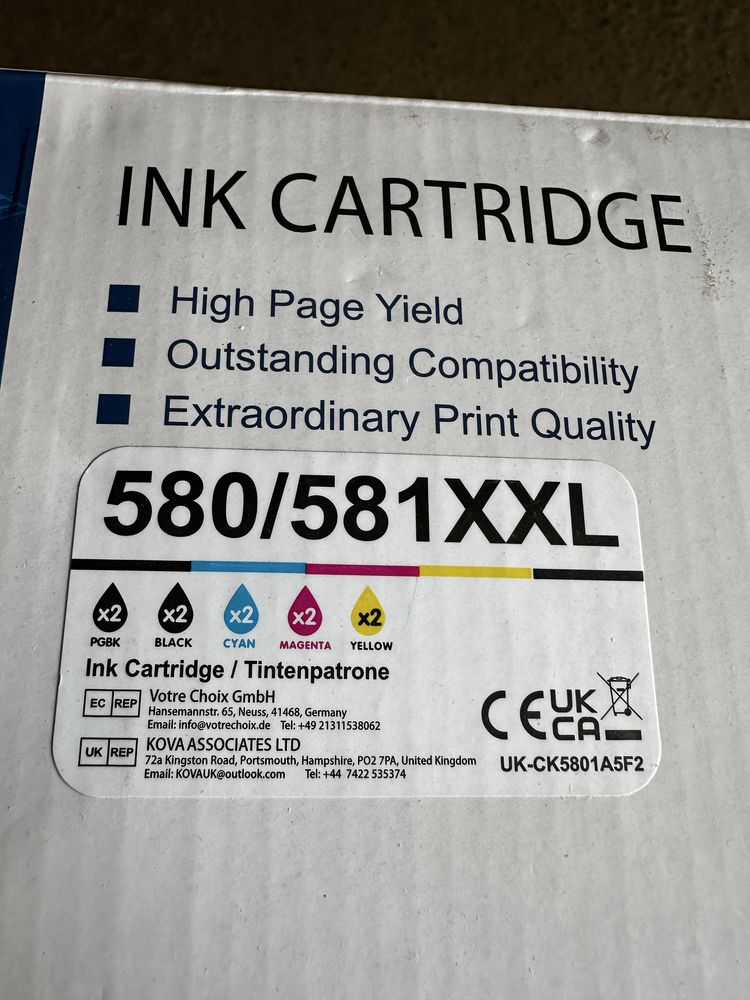 INK CARTRIDGE
High Page Yield
Outstanding Compatibility
Extraordinary Print Quality
580/581XXL
x2 x2 x2 x2 x2
PGBK BLACK CYAN MAGENTA YELLOW
Ink Cartridge / Tintenpatrone
EC REP Votre Choix GmbH
Hansemannstr. 65, Neuss, 41468, Germany
Email: info@votrechoix.de Tel: +49 21311538062
UK REP KOVA ASSOCIATES LTD
72a Kingston Road, Portsmouth, Hampshire, PO2 7PA, United Kingdom
Email: KOVAUK@outlook.com Tel: +44 7422 535374
CE UK
CA
UK-CK5801A5F2